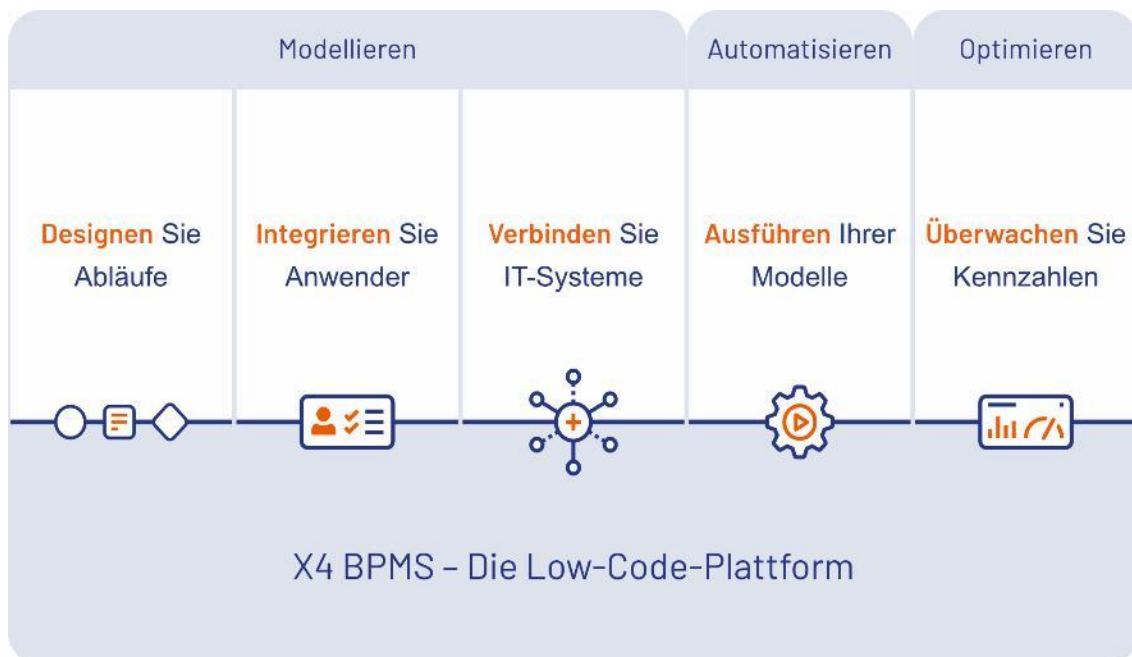 Modellieren
Automatisieren
Optimieren
Designen Sie
Abläufe
Integrieren Sie
Anwender
Verbinden Sie
IT-Systeme
Ausführen Ihrer
Modelle
Überwachen Sie
Kennzahlen
X4 BPMS – Die Low-Code-Plattform